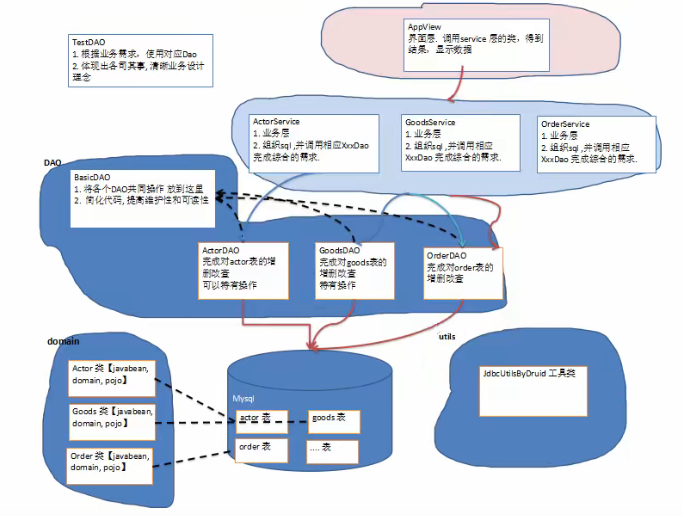 TestDAO
1. 根据业务需求，使用对应Dao
2. 体现出各司其事, 清晰业务设计
理念
AppView
界面层. 调用service 层的类，得到
结果，显示数据
ActorService
1. 业务层
2. 组织sql ,并调用相应XxxDao
完成综合的需求.
GoodsService
1. 业务层
2. 组织sql ,并调用相应
XxxDao 完成综合的需求.
OrderService
1. 业务层
2. 组织sql ,并调用相应
XxxDao 完成综合的需求.
DAO
BasicDAO
1. 将各个DAO共同操作 放到这里
2. 简化代码, 提高维护性和可读性
ActorDAO
完成对actor表的增
删改查
可以特有操作
GoodsDAO
完成对goods表的
增删改查
特有操作
OrderDAO
完成对order表的
增删改查
domain
Actor 类【javabean,
domain, pojo】
Goods 类【javabean,
domain, pojo】
Order 类【javabean,
domain, pojo】
Mysql
actor 表
goods 表
order 表
.... 表
utils
JdbcUtilsByDruid 工具类